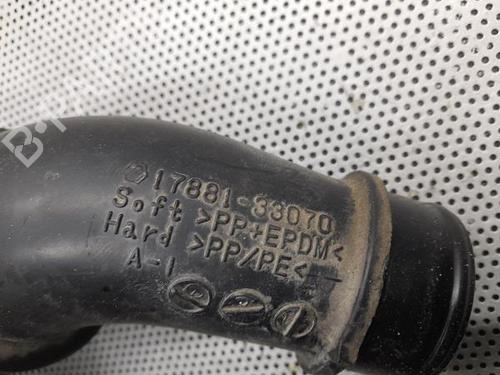 17881-33070
Soft >PP+EPDM<
Hard >PP/PE<
A-1